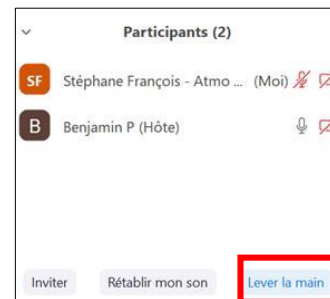 Participants (2)
SF Stéphane François - Atmo ... (Moi)
B Benjamin P (Hôte)
Inviter Rétablir mon son Lever la main